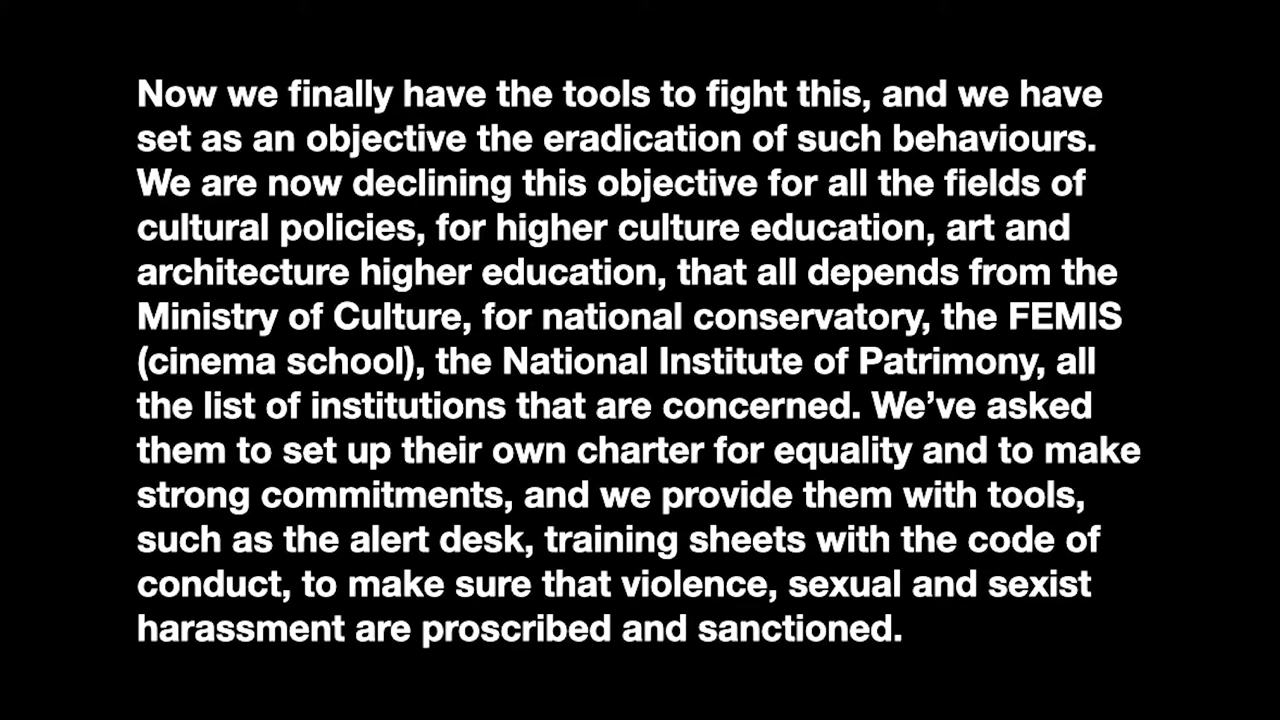 Now we finally have the tools to fight this, and we have
set as an objective the eradication of such behaviours.
We are now declining this objective for all the fields of
cultural policies, for higher culture education, art and
architecture higher education, that all depends from the
Ministry of Culture, for national conservatory, the FEMIS
(cinema school), the National Institute of Patrimony, all
the list of institutions that are concerned. We’ve asked
them to set up their own charter for equality and to make
strong commitments, and we provide them with tools,
such as the alert desk, training sheets with the code of
conduct, to make sure that violence, sexual and sexist
harassment are proscribed and sanctioned.